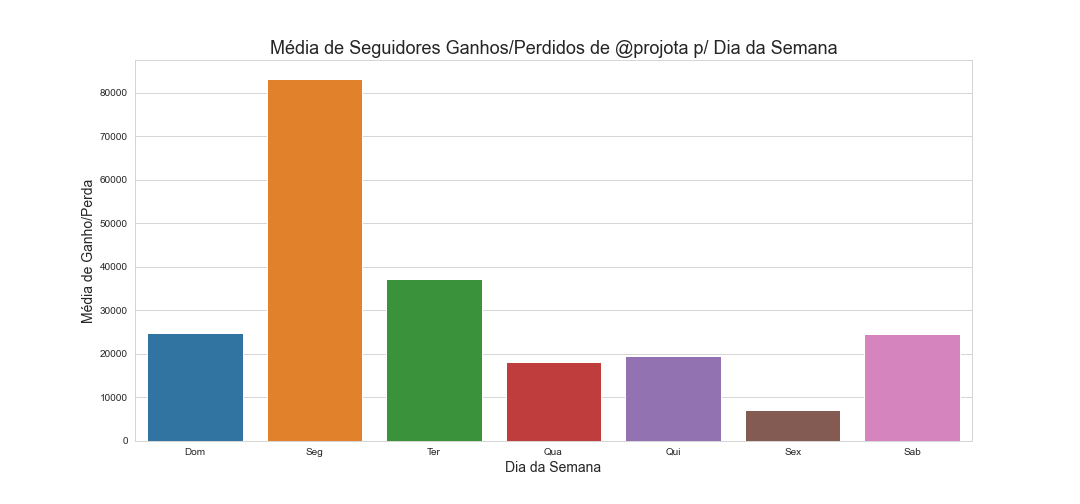 Média de Seguidores Ganhos/Perdidos de @projota p/ Dia da Semana
Média de Ganho/Perda
80000
70000
60000
50000
40000
30000
20000
10000
0
Dom Seg Ter Qua Qui Sex Sab
Dia da Semana